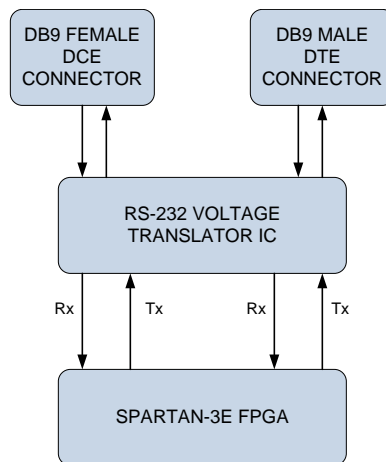 DB9 FEMALE
DCE
CONNECTOR
DB9 MALE
DTE
CONNECTOR
RS-232 VOLTAGE
TRANSLATOR IC
Rx
Tx
Rx
Tx
SPARTAN-3E FPGA